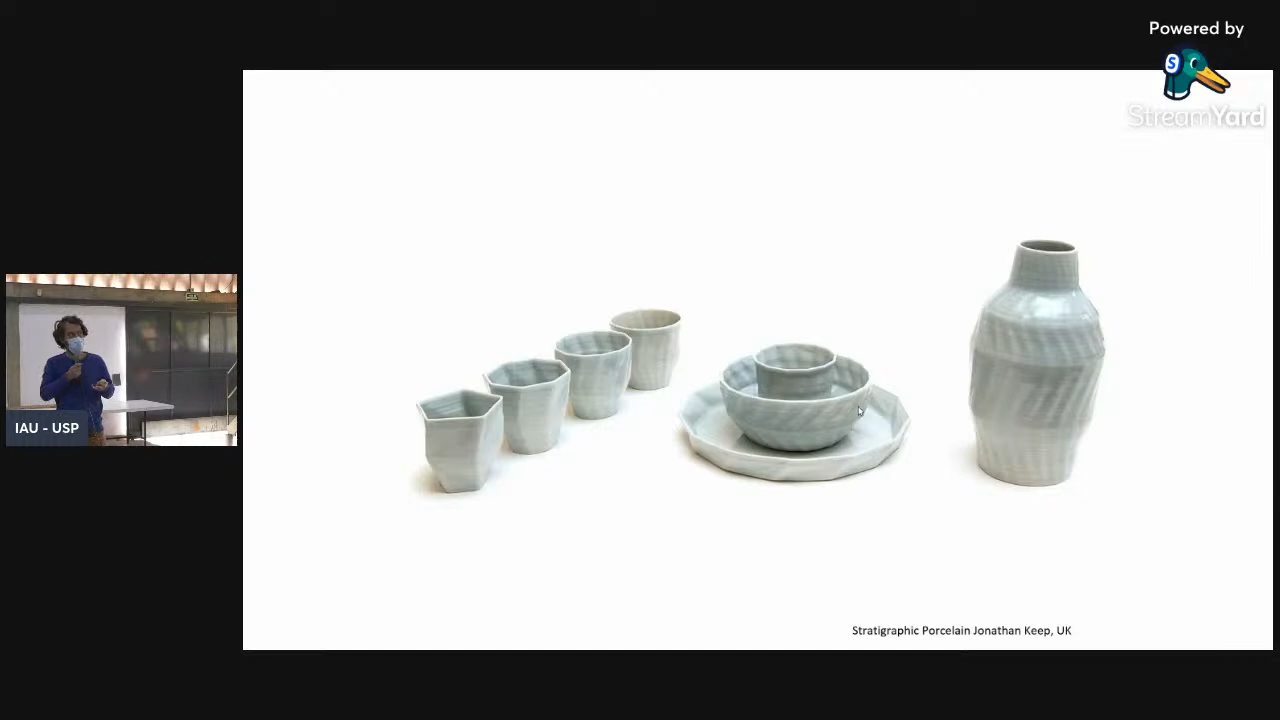 Powered by
StreamYard
IAU - USP
Stratigraphic Porcelain Jonathan Keep, UK